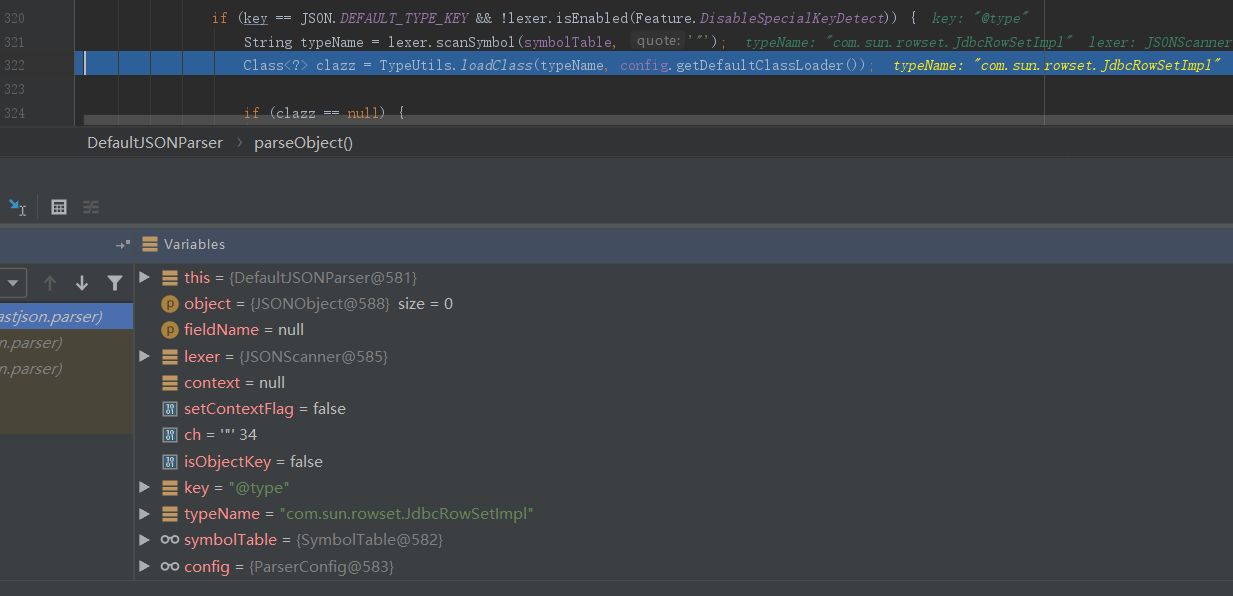 320 if (key == JSON.DEFAULT_TYPE_KEY && !lexer.isEnabled(Feature.DisableSpecialKeyDetect)) { key: "@type"
321 String typeName = lexer.scanSymbol(symbolTable, quote: '"'); typeName: "com.sun.rowset.JdbcRowSetImpl" lexer: JSONScanner
322 Class<?> clazz = TypeUtils.loadClass(typeName, config.getDefaultClassLoader()); typeName: "com.sun.rowset.JdbcRowSetImpl"
323
324 if (clazz == null) {
DefaultJSONParser › parseObject()
Variables
this = {DefaultJSONParser@581}
object = {JSONObject@588} size = 0
astjson.parser)
fieldName = null
n.parser)
lexer = {JSONScanner@585}
n.parser)
context = null
setContextFlag = false
ch = '"' 34
isObjectKey = false
key = "@type"
typeName = "com.sun.rowset.JdbcRowSetImpl"
symbolTable = {SymbolTable@582}
config = {ParserConfig@583}